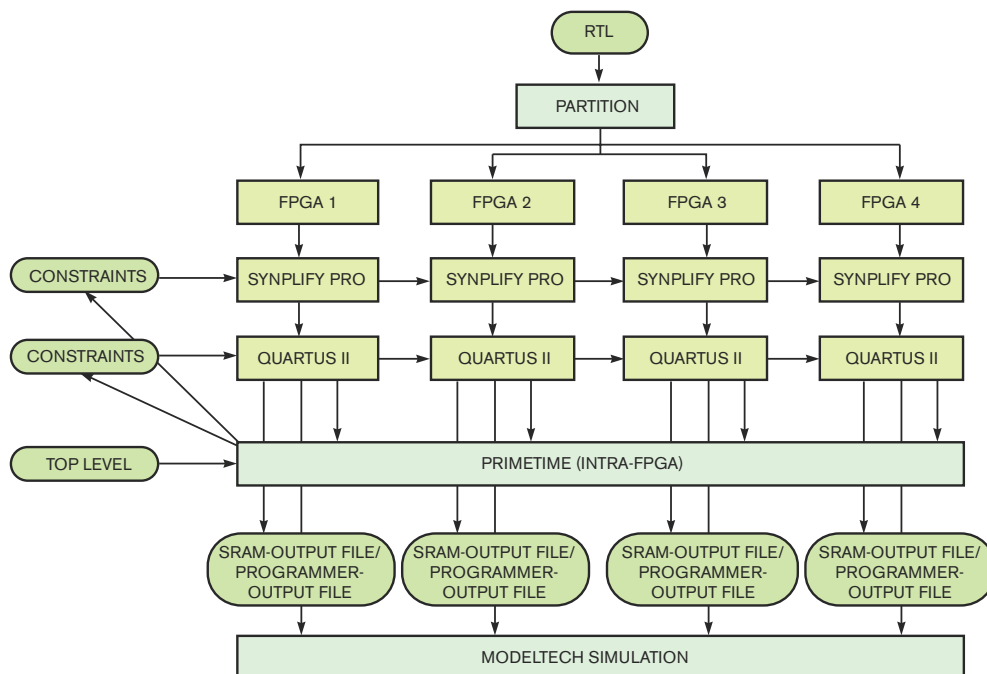 RTL
PARTITION
FPGA 1
FPGA 2
FPGA 3
FPGA 4
CONSTRAINTS
SYNPLIFY PRO
SYNPLIFY PRO
SYNPLIFY PRO
SYNPLIFY PRO
CONSTRAINTS
QUARTUS II
QUARTUS II
QUARTUS II
QUARTUS II
TOP LEVEL
PRIMETIME (INTRA-FPGA)
SRAM-OUTPUT FILE/
PROGRAMMER-
OUTPUT FILE
SRAM-OUTPUT FILE/
PROGRAMMER-
OUTPUT FILE
SRAM-OUTPUT FILE/
PROGRAMMER-
OUTPUT FILE
SRAM-OUTPUT FILE/
PROGRAMMER-
OUTPUT FILE
MODELTECH SIMULATION